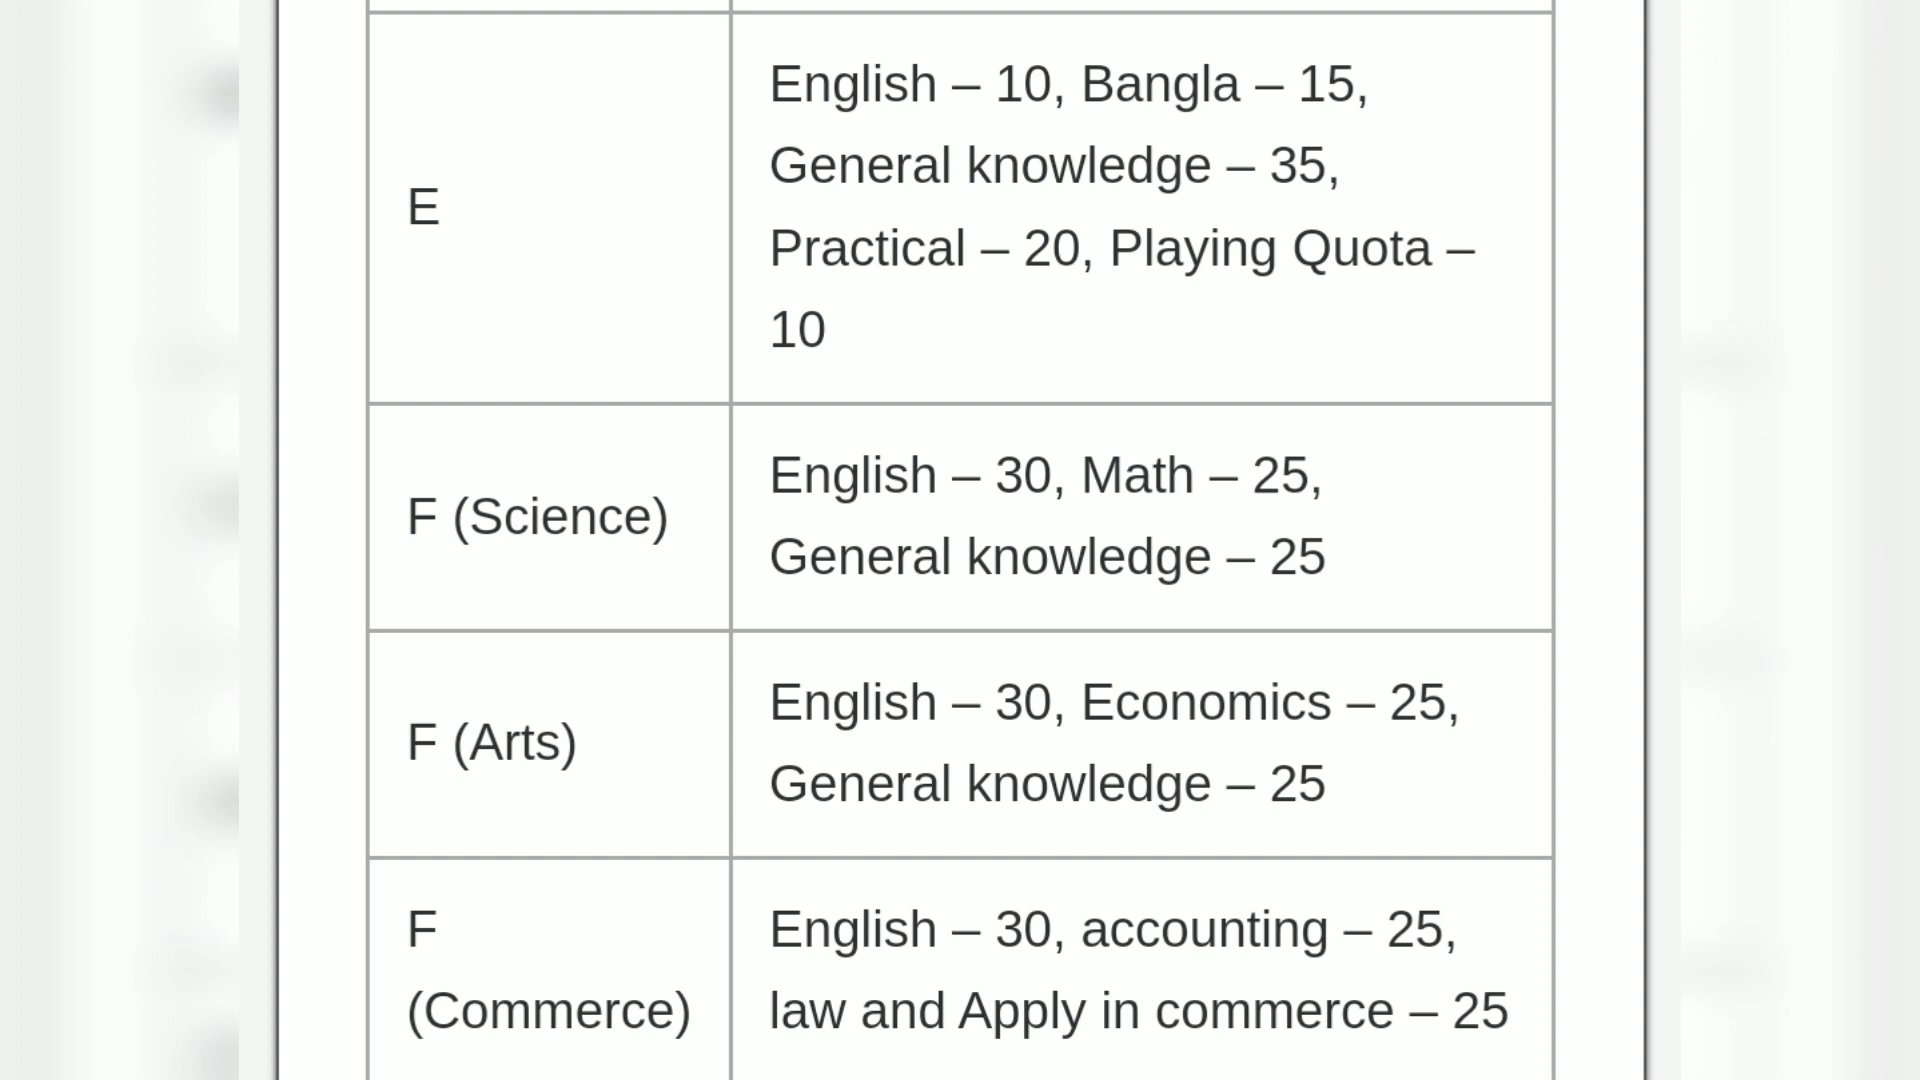 E
English – 10, Bangla – 15,
General knowledge – 35,
Practical – 20, Playing Quota –
10
F (Science)
English – 30, Math – 25,
General knowledge – 25
F (Arts)
English – 30, Economics – 25,
General knowledge – 25
F
(Commerce)
English – 30, accounting – 25,
law and Apply in commerce – 25